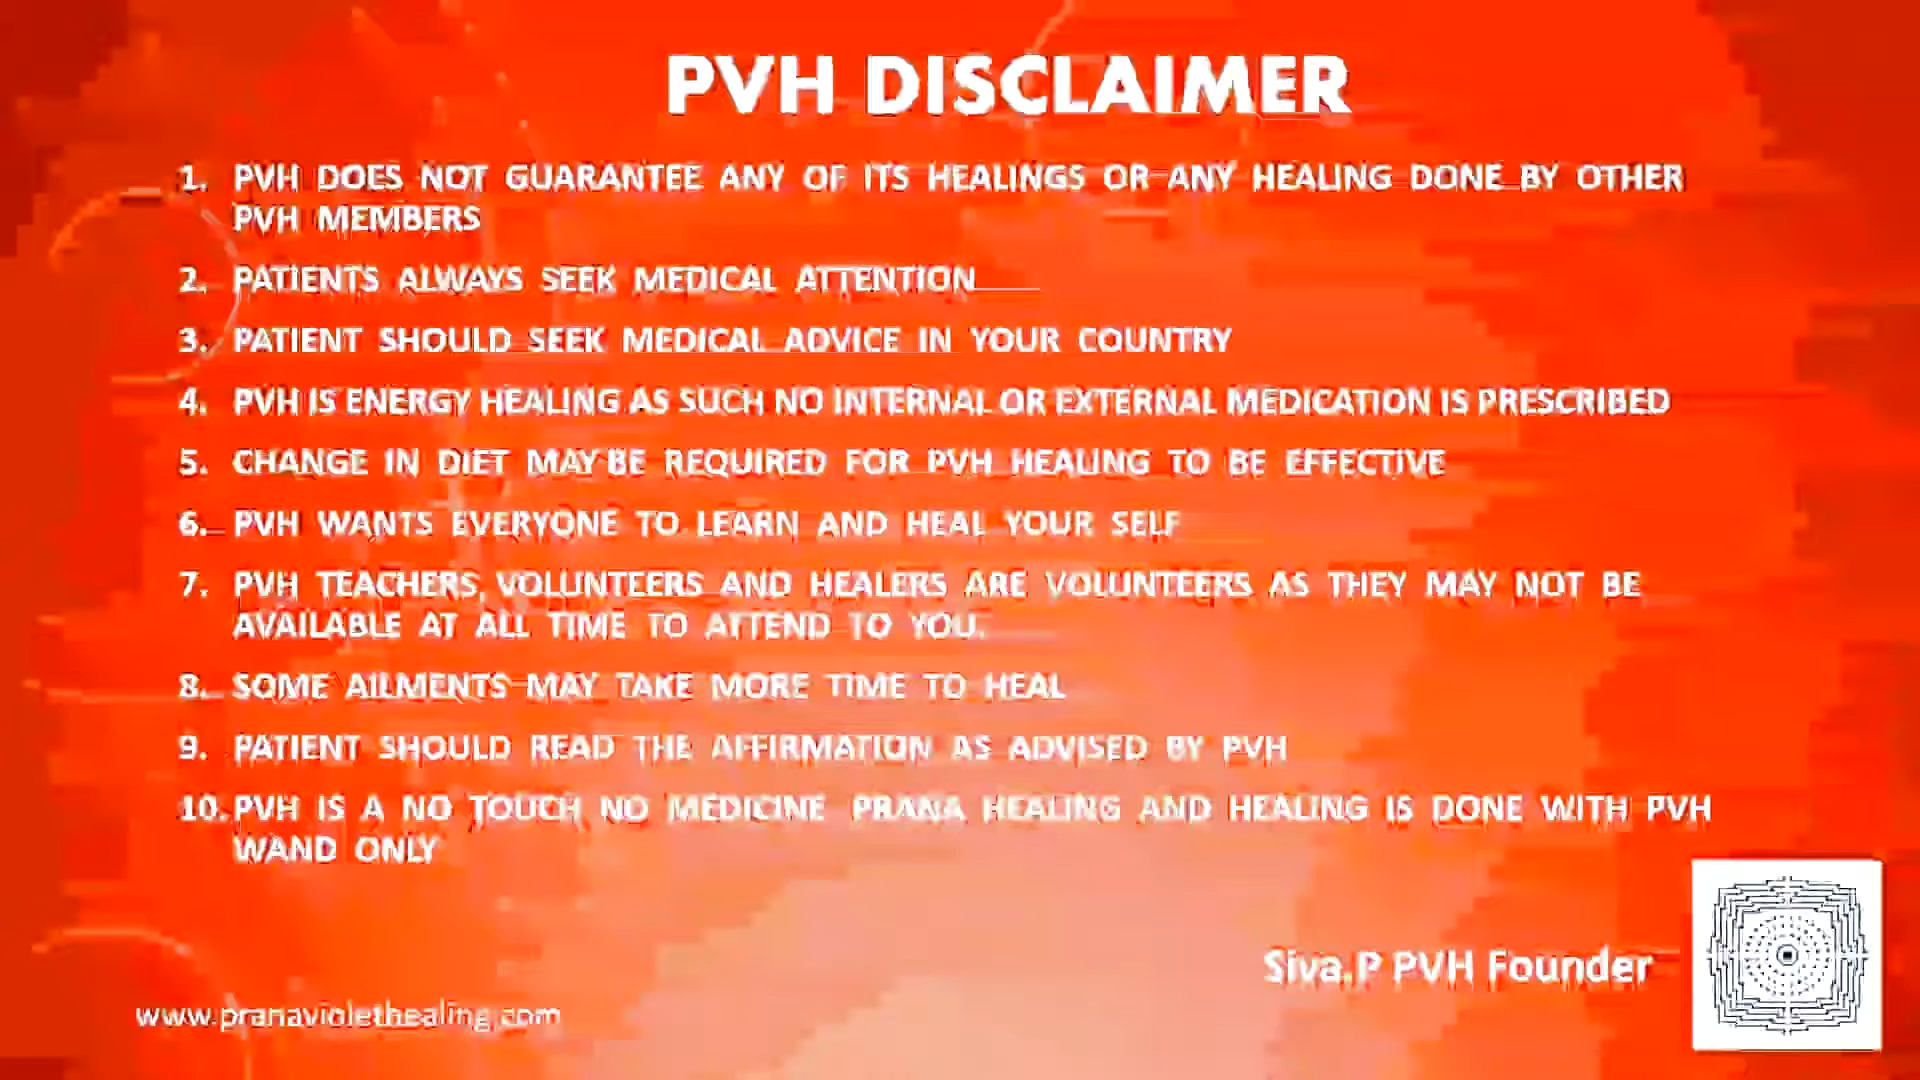 PVH DISCLAIMER
1. PVH DOES NOT GUARANTEE ANY OF ITS HEALINGS OR ANY HEALING DONE BY OTHER
PVH MEMBERS
2. PATIENTS ALWAYS SEEK MEDICAL ATTENTION
3. PATIENT SHOULD SEEK MEDICAL ADVICE IN YOUR COUNTRY
4. PVH IS ENERGY HEALING AS SUCH NO INTERNAL OR EXTERNAL MEDICATION IS PRESCRIBED
5. CHANGE IN DIET MAY BE REQUIRED FOR PVH HEALING TO BE EFFECTIVE
6. PVH WANTS EVERYONE TO LEARN AND HEAL YOUR SELF
7. PVH TEACHERS, VOLUNTEERS AND HEALERS ARE VOLUNTEERS AS THEY MAY NOT BE
AVAILABLE AT ALL TIME TO ATTEND TO YOU.
8. SOME AILMENTS MAY TAKE MORE TIME TO HEAL
9. PATIENT SHOULD READ THE AFFIRMATION AS ADVISED BY PVH
10. PVH IS A NO TOUCH NO MEDICINE PRANA HEALING AND HEALING IS DONE WITH PVH
WAND ONLY
Siva.P PVH Founder
www.pranaviolethealing.com